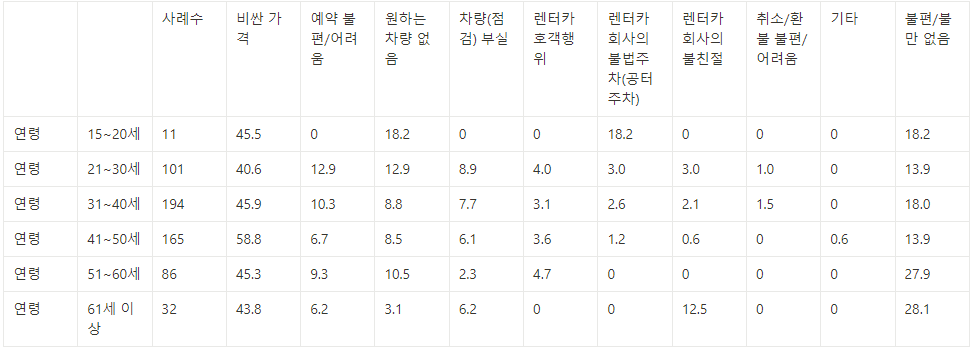 사례수 비싼 가 예약 불 원하는 차량(점 렌터카 렌터카 렌터카 취소/환 기타 불편/불
격 편/어려 차량 없 검) 부실 호객행 회사의 회사의 불 불편/ 만 없음
움 음 위 불법주 불친절 어려움
차(공터
주차)
연령 15~20세 11 45.5 0 18.2 0 0 18.2 0 0 0 18.2
연령 21~30세 101 40.6 12.9 12.9 8.9 4.0 3.0 3.0 1.0 0 13.9
연령 31~40세 194 45.9 10.3 8.8 7.7 3.1 2.6 2.1 1.5 0 18.0
연령 41~50세 165 58.8 6.7 8.5 6.1 3.6 1.2 0.6 0 0.6 13.9
연령 51~60세 86 45.3 9.3 10.5 2.3 4.7 0 0 0 0 27.9
연령 61세 이 32 43.8 6.2 3.1 6.2 0 0 12.5 0 0 28.1
상